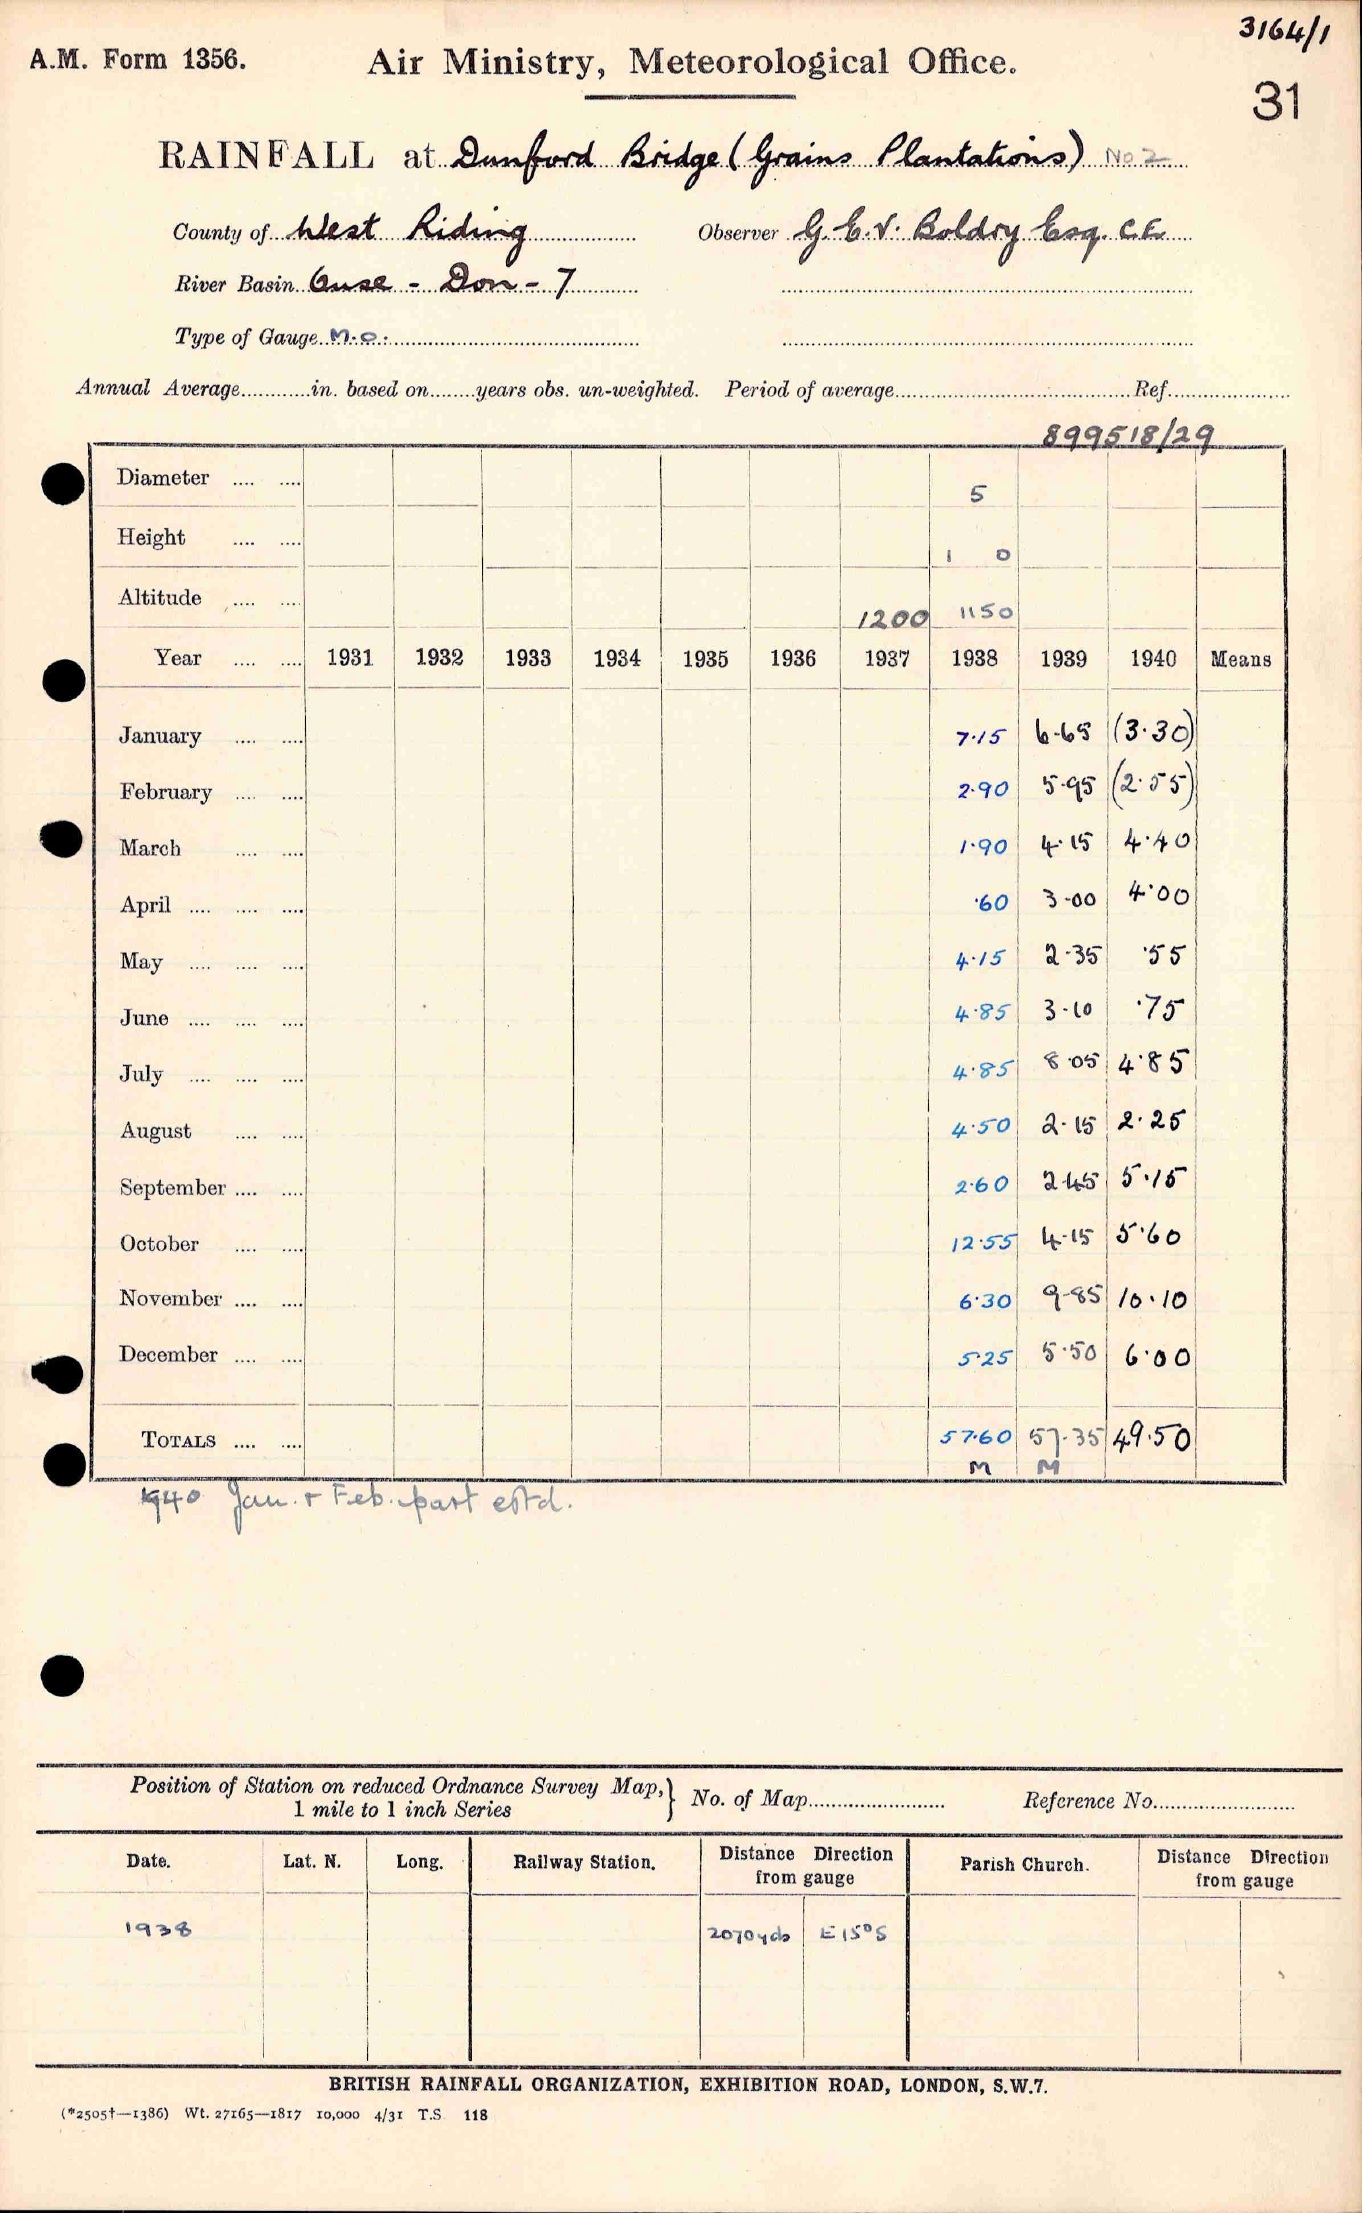 3164/1
A.M. Form 1356. Air Ministry, Meteorological Office.
31
RAINFALL at Dunford Bridge (Grains Plantations) No 2
County of West Riding Observer G. E. V. Boldry Esq. C.E.
River Basin Ouse - Don - 7
Type of Gauge M.O.
Annual Average............in. based on........years obs. un-weighted. Period of average............Ref............
899518/29
Diameter .... .... 5
Height .... .... 1 0
Altitude .... .... 1200 1150
Year .... .... 1931 1932 1933 1934 1935 1936 1937 1938 1939 1940 Means
January .... .... 7.15 6.65 (3.30)
February .... .... 2.90 5.95 (2.55)
March .... .... 1.90 4.15 4.40
April .... .... .... .60 3.00 4.00
May .... .... .... 4.15 2.35 .55
June .... .... .... 4.85 3.10 .75
July .... .... .... 4.85 8.05 4.85
August .... .... 4.50 2.15 2.25
September .... .... 2.60 2.45 5.15
October .... .... 12.55 4.15 5.60
November .... .... 6.30 9.85 10.10
December .... .... 5.25 5.50 6.00
TOTALS .... .... 57.60 57.35 49.50
M M
1940 Jan. & Feb. part estd.
Position of Station on reduced Ordnance Survey Map,} No. of Map............ Reference No............
1 mile to 1 inch Series
Date. Lat. N. Long. Railway Station. Distance Direction from gauge Parish Church. Distance Direction from gauge
1938 2070 yds E 15° S
BRITISH RAINFALL ORGANIZATION, EXHIBITION ROAD, LONDON, S.W.7.
(*2505†—1386) Wt. 27165—1817 10,000 4/31 T.S. 118